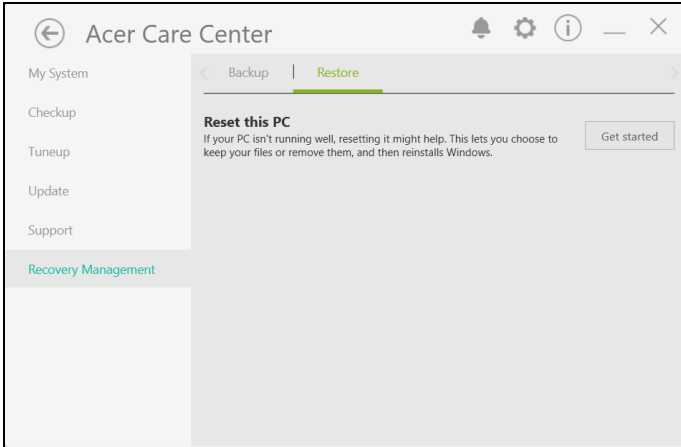 Acer Care Center
My System
Checkup
Tuneup
Update
Support
Recovery Management
Backup | Restore
Reset this PC
If your PC isn't running well, resetting it might help. This lets you choose to
keep your files or remove them, and then reinstalls Windows.
Get started